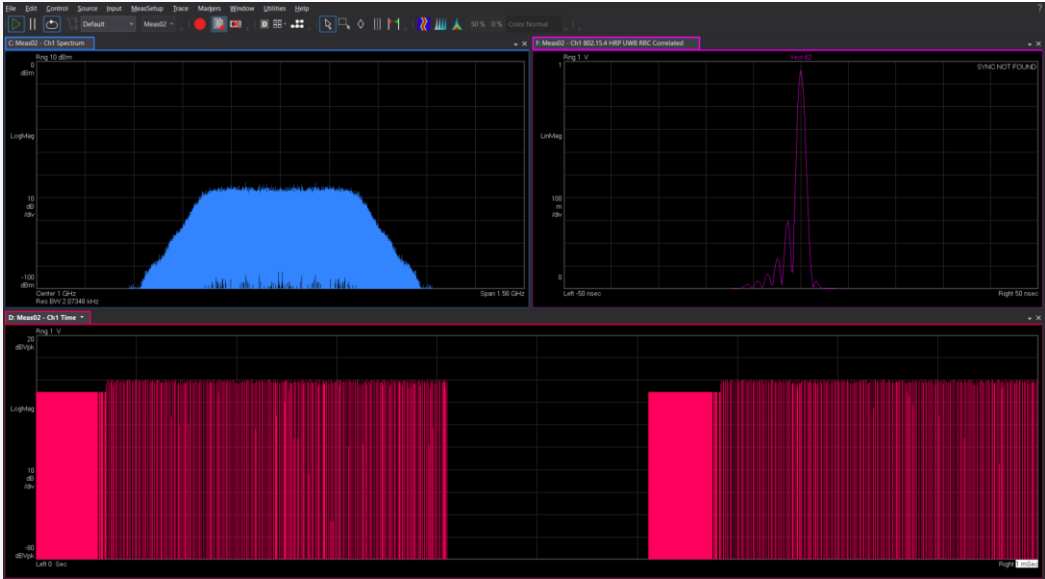 File Edit Control Source Input MeasSetup Trace Markers Window Utilities Help ?
Default Meas02 50 % 0 % Color Normal
C: Meas02 - Ch1 Spectrum
Rng 10 dBm
0
dBm
LogMag
10
dB
/div
-100
dBm
Center 1 GHz Span 1.56 GHz
Res BW 2.07348 kHz
F: Meas02 - Ch1 802.15.4 HRP UWB RRC Correlated
Rng 1 V
1
SYNC NOT FOUND
LinMag
100
m
/div
0
Left -50 nsec Right 50 nsec
D: Meas02 - Ch1 Time
Rng 1 V
20
dBVpk
LogMag
10
dB
/div
-80
dBVpk
Left 0 Sec Right 1 mSec